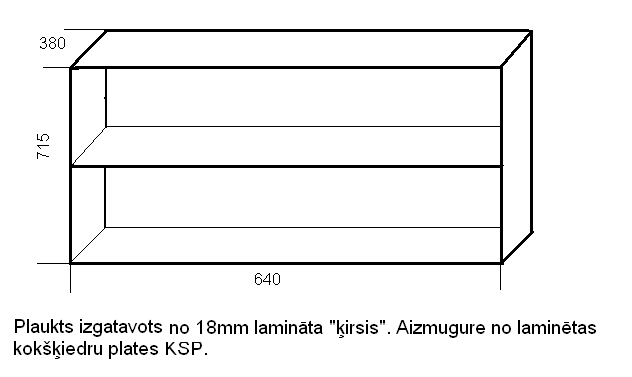 380
715
640
Plaukts izgatavots no 18mm lamināta "ķirsis". Aizmugure no laminētas
kokšķiedru plates KSP.